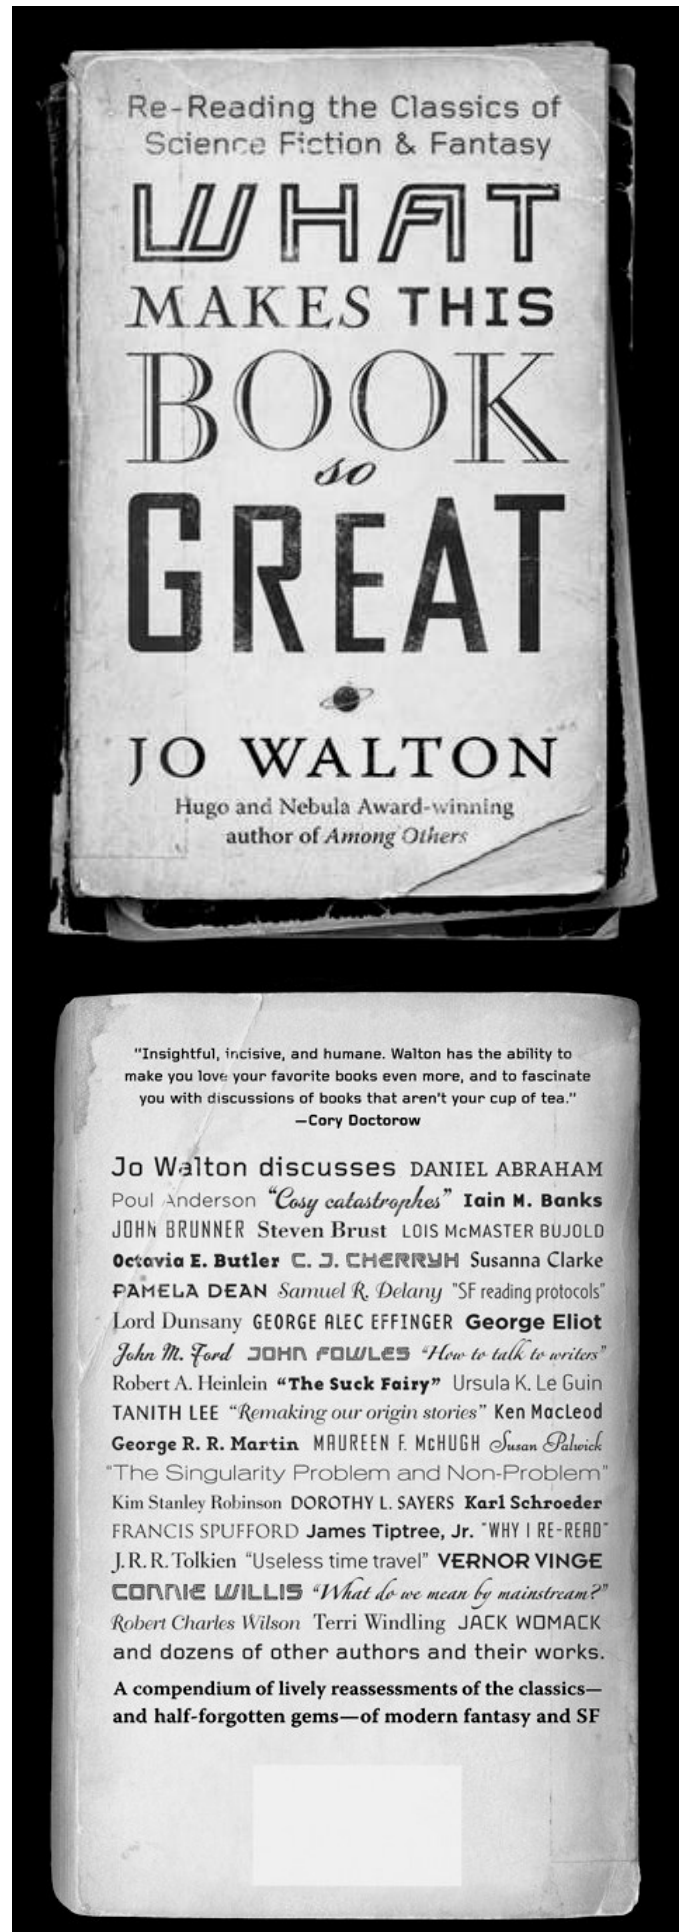 Re-Reading the Classics of
Science Fiction & Fantasy
WHAT
MAKES THIS
BOOK
so
GREAT
JO WALTON
Hugo and Nebula Award-winning
author of Among Others
"Insightful, incisive, and humane. Walton has the ability to
make you love your favorite books even more, and to fascinate
you with discussions of books that aren't your cup of tea."
—Cory Doctorow
Jo Walton discusses DANIEL ABRAHAM
Poul Anderson "Cosy catastrophes" Iain M. Banks
JOHN BRUNNER Steven Brust LOIS McMASTER BUJOLD
Octavia E. Butler C. J. CHERRYH Susanna Clarke
PAMELA DEAN Samuel R. Delany "SF reading protocols"
Lord Dunsany GEORGE ALEC EFFINGER George Eliot
John M. Ford JOHN FOWLES "How to talk to writers"
Robert A. Heinlein "The Suck Fairy" Ursula K. Le Guin
TANITH LEE "Remaking our origin stories" Ken MacLeod
George R. R. Martin MAUREEN F. McHUGH Susan Palwick
"The Singularity Problem and Non-Problem"
Kim Stanley Robinson DOROTHY L. SAYERS Karl Schroeder
FRANCIS SPUFFORD James Tiptree, Jr. "WHY I RE-READ"
J. R. R. Tolkien "Useless time travel" VERNOR VINGE
CONNIE WILLIS "What do we mean by mainstream?"
Robert Charles Wilson Terri Windling JACK WOMACK
and dozens of other authors and their works.
A compendium of lively reassessments of the classics—
and half-forgotten gems—of modern fantasy and SF